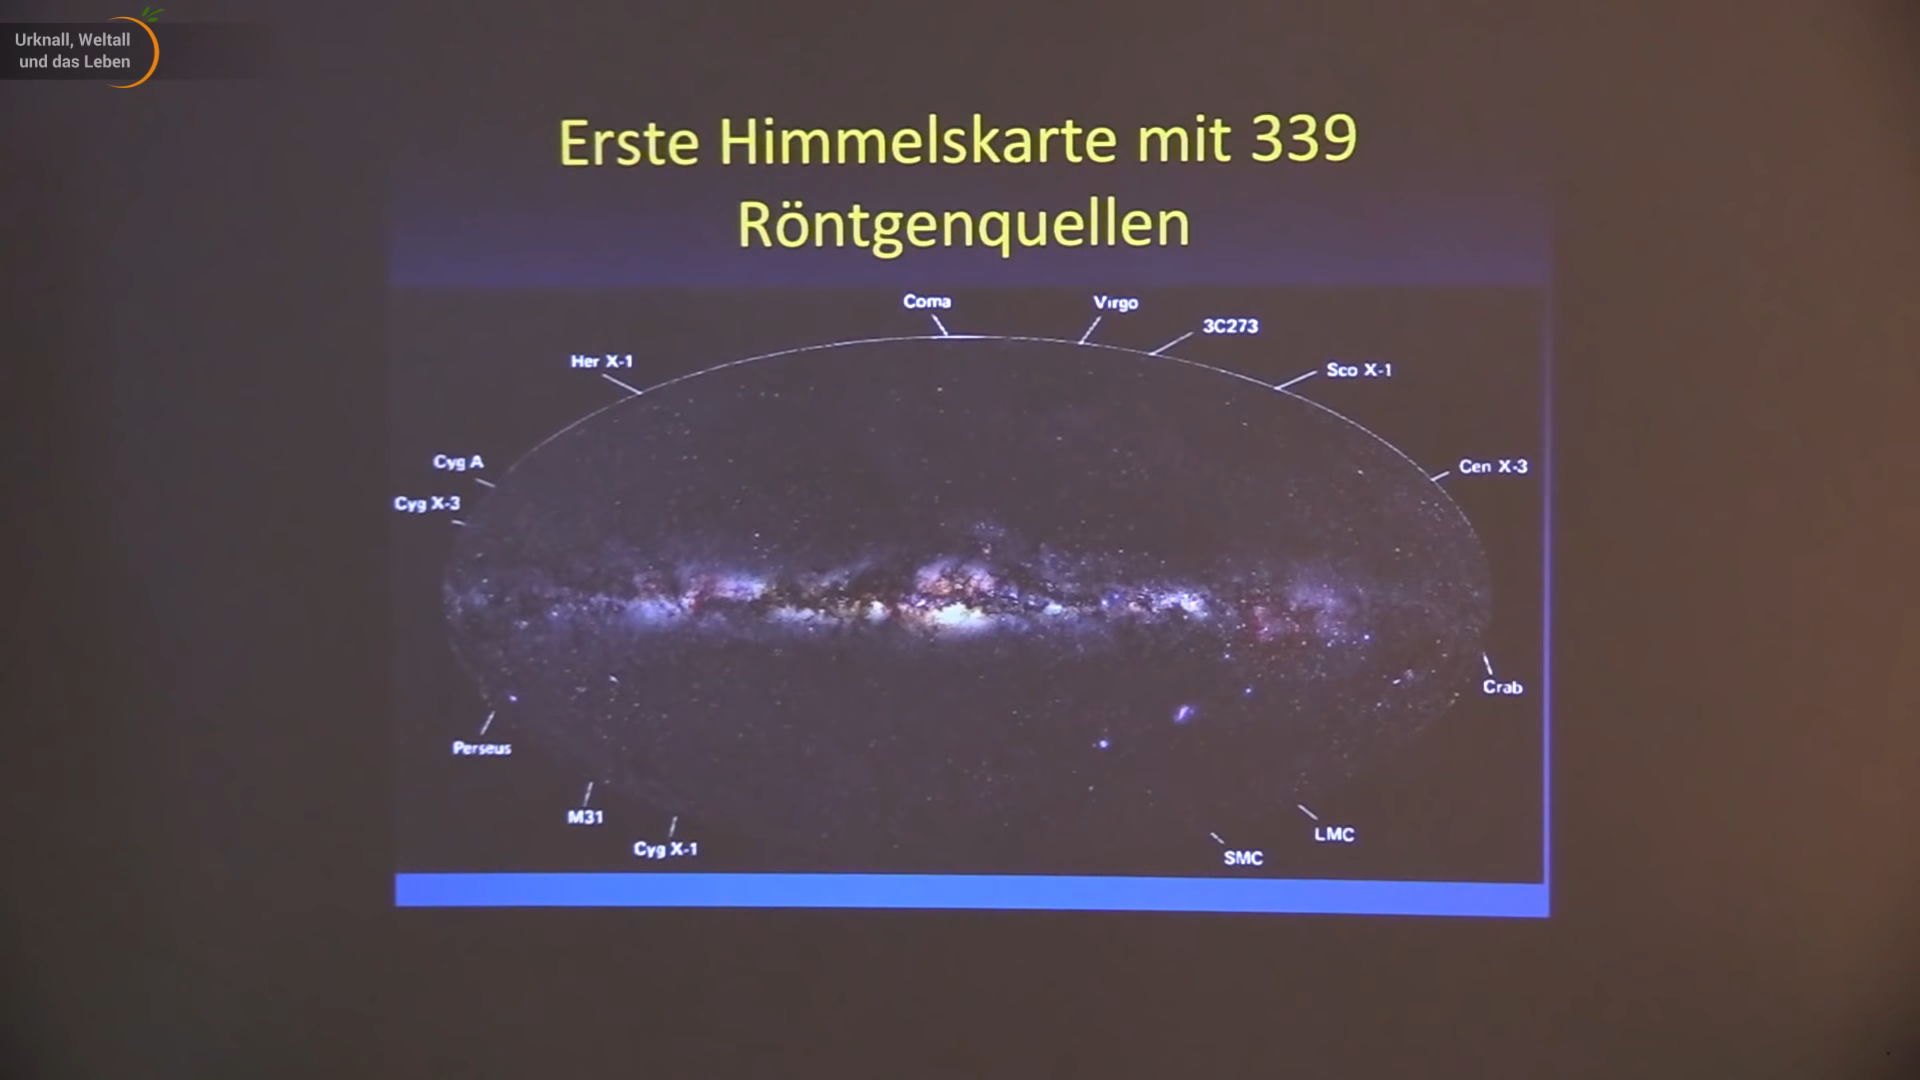 Urknall, Weltall
und das Leben
Erste Himmelskarte mit 339
Röntgenquellen
Coma
Virgo
3C273
Her X-1
Sco X-1
Cyg A
Cen X-3
Cyg X-3
Crab
Perseus
M31
LMC
Cyg X-1
SMC